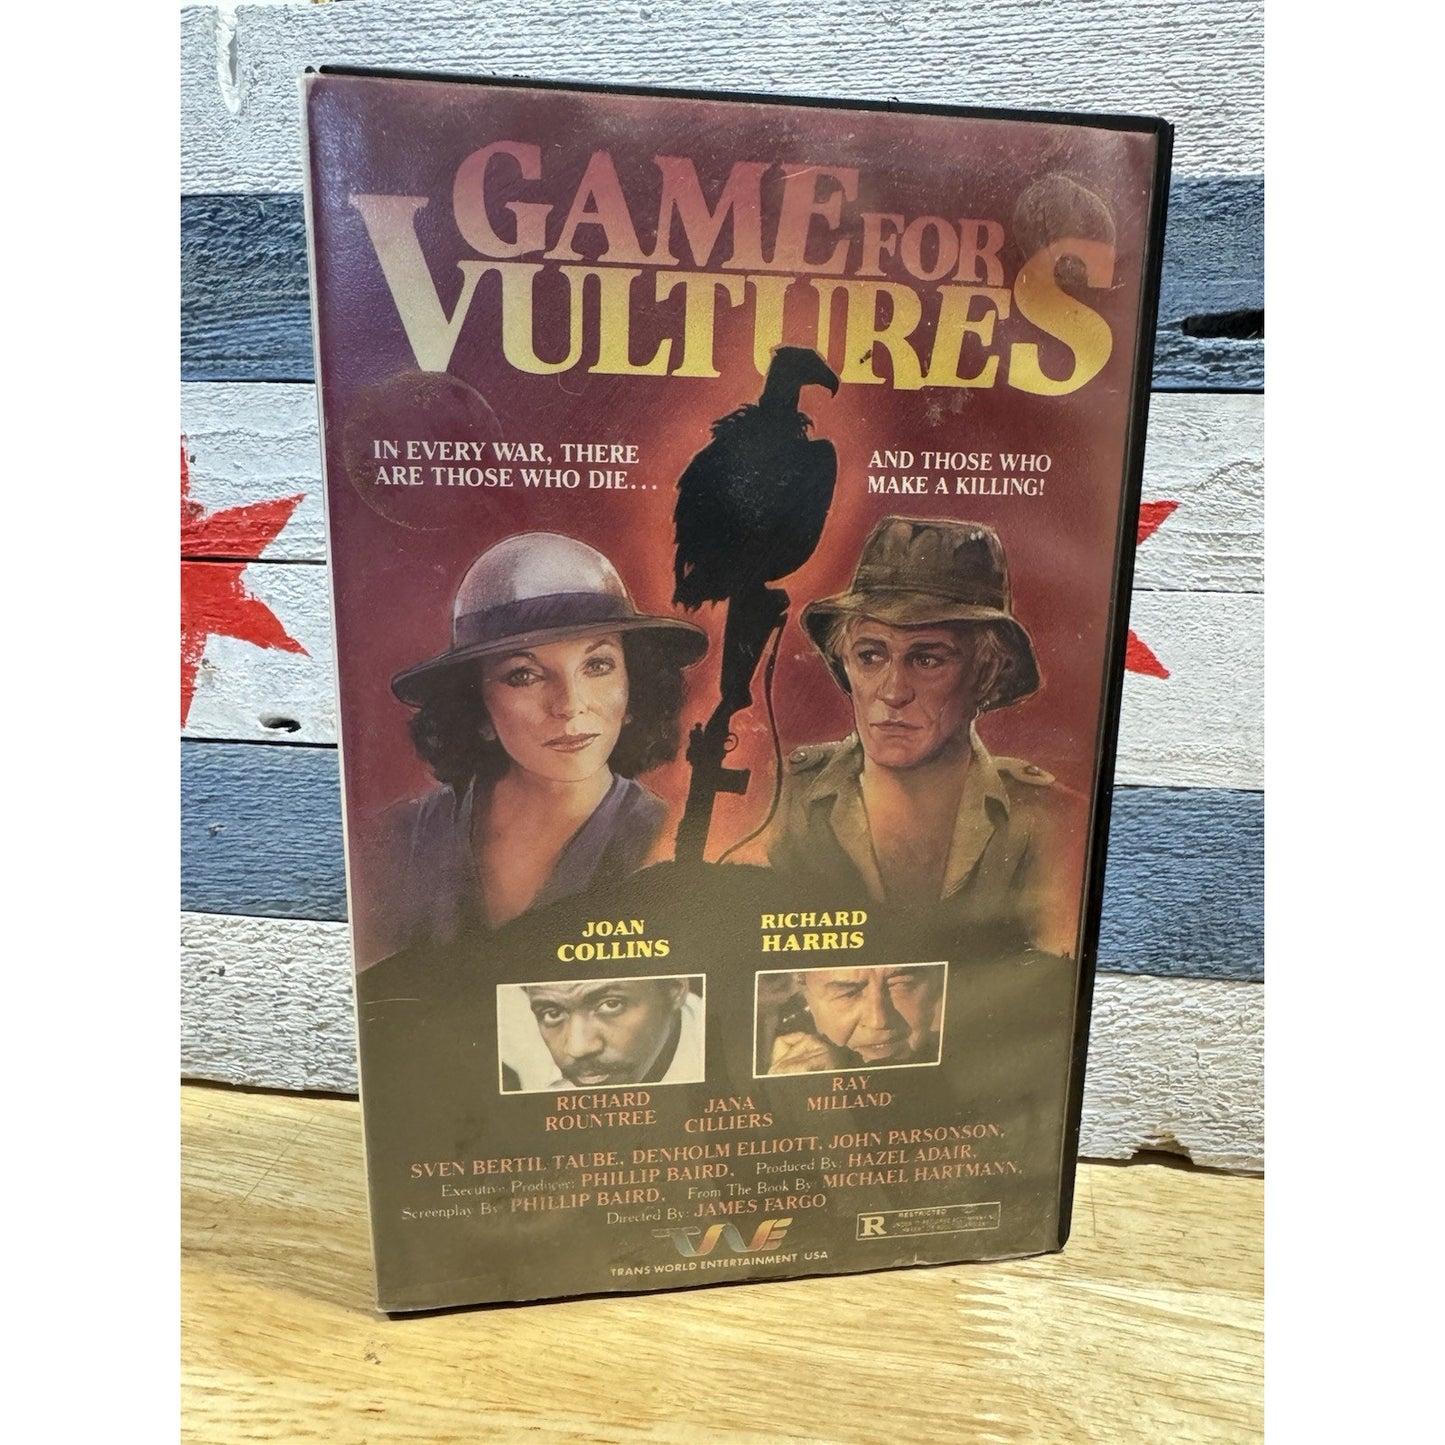 GAME FOR
VULTURES
IN EVERY WAR, THERE
ARE THOSE WHO DIE...
AND THOSE WHO
MAKE A KILLING!
JOAN
COLLINS
RICHARD
HARRIS
RICHARD
ROUNTREE
JANA
CILLIERS
RAY
MILLAND
SVEN BERTIL TAUBE, DENHOLM ELLIOTT, JOHN PARSONSON,
Executive Producer: PHILLIP BAIRD, Produced By: HAZEL ADAIR,
Screenplay By: PHILLIP BAIRD, From The Book By: MICHAEL HARTMANN,
Directed By: JAMES FARGO
TWE
TRANS WORLD ENTERTAINMENT USA
R
RESTRICTED